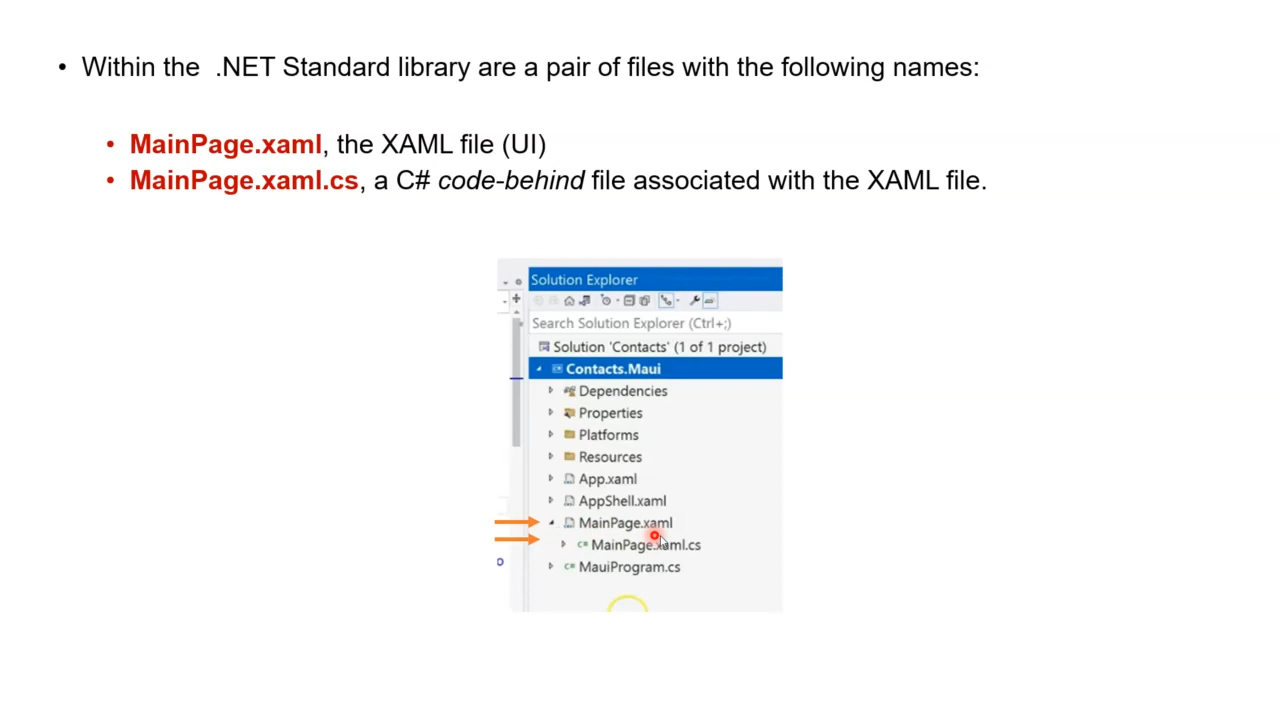 • Within the  .NET Standard library are a pair of files with the following names:
• MainPage.xaml, the XAML file (UI)
• MainPage.xaml.cs, a C# code-behind file associated with the XAML file.
Solution Explorer
Search Solution Explorer (Ctrl+;)
Solution 'Contacts' (1 of 1 project)
Contacts.Maui
Dependencies
Properties
Platforms
Resources
App.xaml
AppShell.xaml
MainPage.xaml
C# MainPage.xaml.cs
C# MauiProgram.cs